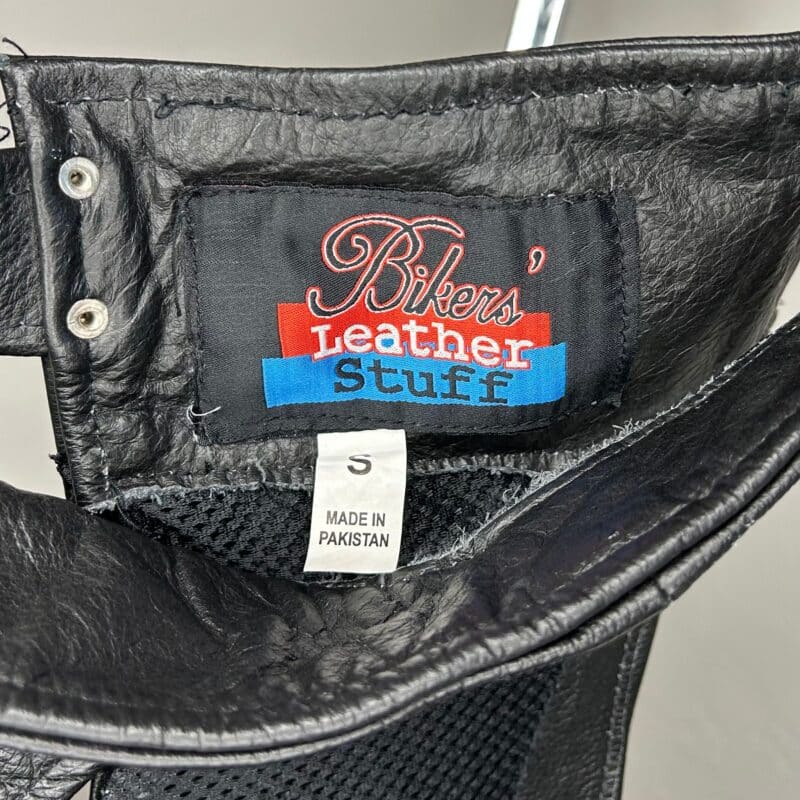 Bikers'
Leather
Stuff
S
MADE IN
PAKISTAN